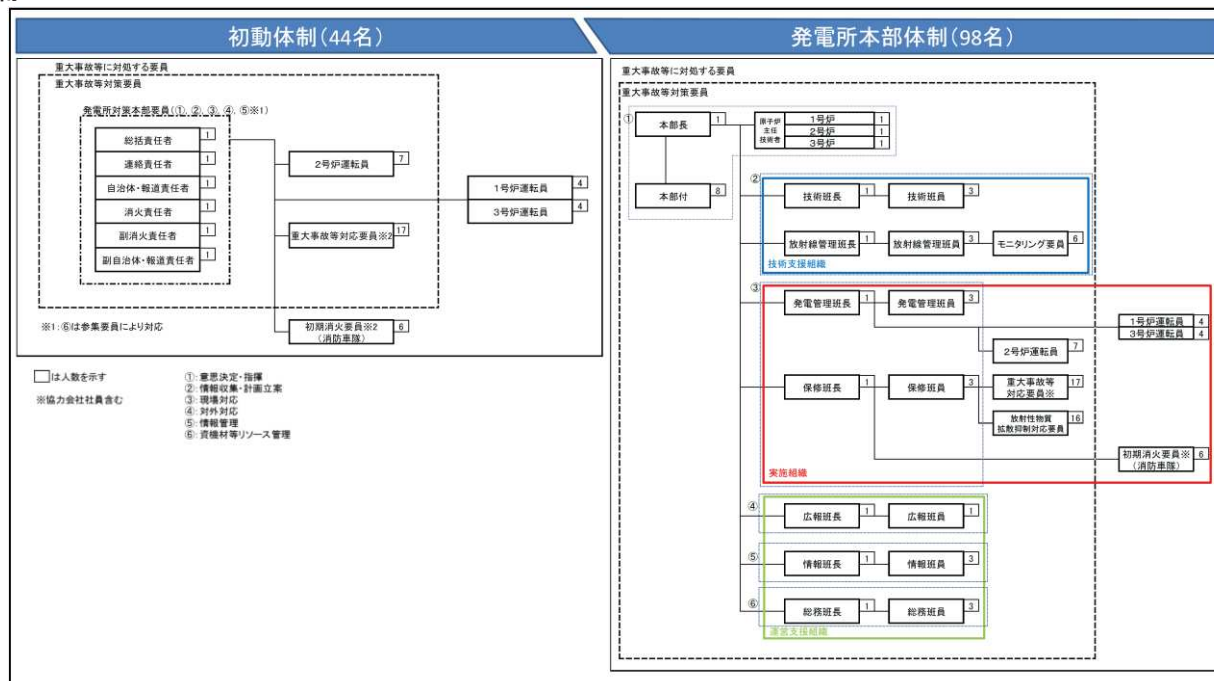 初動体制(44名)
重大事故等に対処する要員
重大事故等対策要員
発電所対策本部要員(①, ②, ③, ④, ⑤※1)
総括責任者 1
連絡責任者 1
自治体・報道責任者 1
消火責任者 1
副消火責任者 1
副自治体・報道責任者 1
2号炉運転員 7
1号炉運転員 4
3号炉運転員 4
重大事故等対応要員※2 17
初期消火要員※2 6
(消防車隊)
※1:⑥は参集要員により対応
は人数を示す
※協力会社社員含む
①:意思決定・指揮
②:情報収集・計画立案
③:現場対応
④:対外対応
⑤:情報管理
⑥:資機材等リソース管理
発電所本部体制(98名)
重大事故等に対処する要員
重大事故等対策要員
①
本部長 1
原子炉
主任
技術者
1号炉 1
2号炉 1
3号炉 1
本部付 8
②
技術班長 1
技術班員 3
放射線管理班長 1
放射線管理班員 3
モニタリング要員 6
技術支援組織
③
発電管理班長 1
発電管理班員 3
1号炉運転員 4
3号炉運転員 4
2号炉運転員 7
保修班長 1
保修班員 3
重大事故等
対応要員※ 17
放射性物質
拡散抑制対応要員 16
初期消火要員※ 6
(消防車隊)
実施組織
④
広報班長 1
広報班員 1
⑤
情報班長 1
情報班員 3
⑥
総務班長 1
総務班員 3
運営支援組織